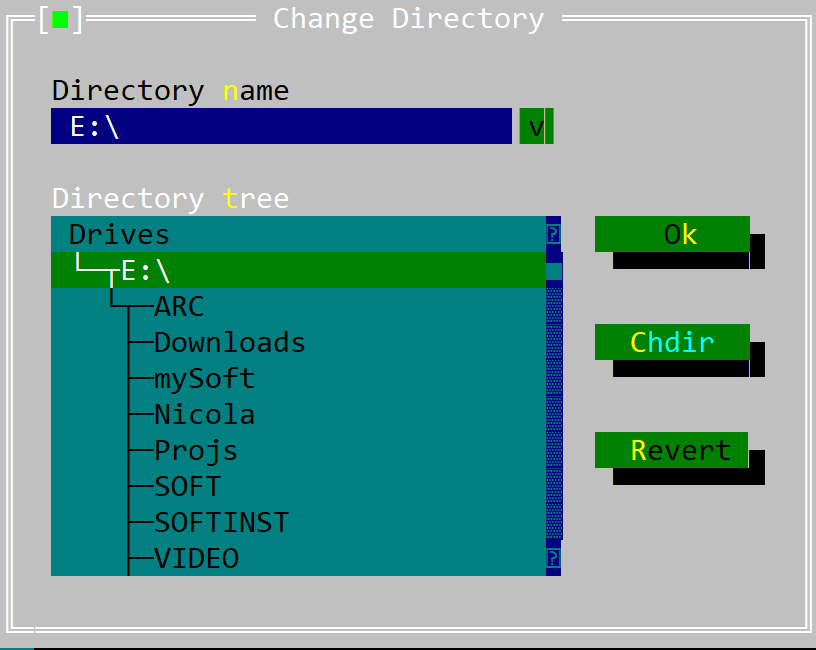 [■] Change Directory
Directory name
E:\ v
Directory tree
Drives
E:\
ARC
Downloads
mySoft
Nicola
Projs
SOFT
SOFTINST
VIDEO
?
?
Ok
Chdir
Revert